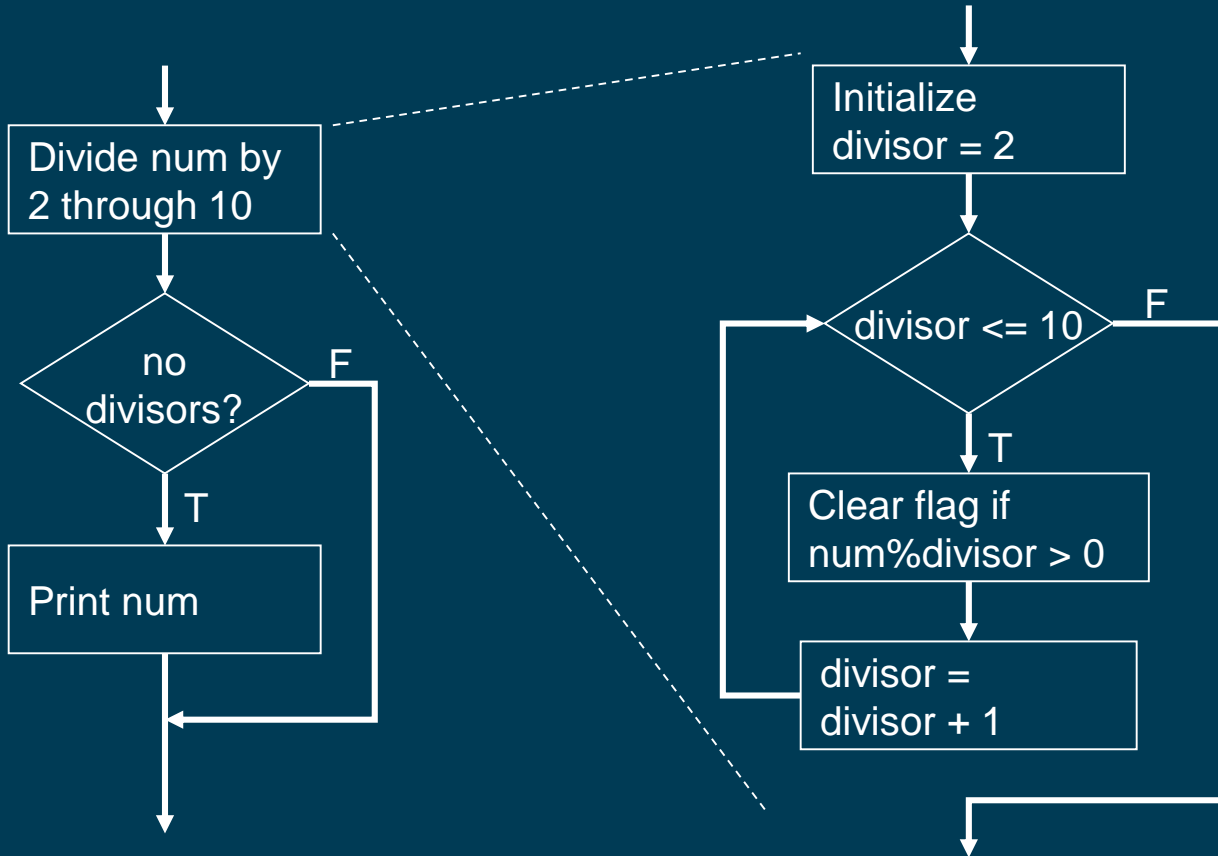 Divide num by
2 through 10
no
divisors?
F
T
Print num
Initialize
divisor = 2
divisor <= 10
F
T
Clear flag if
num%divisor > 0
divisor =
divisor + 1